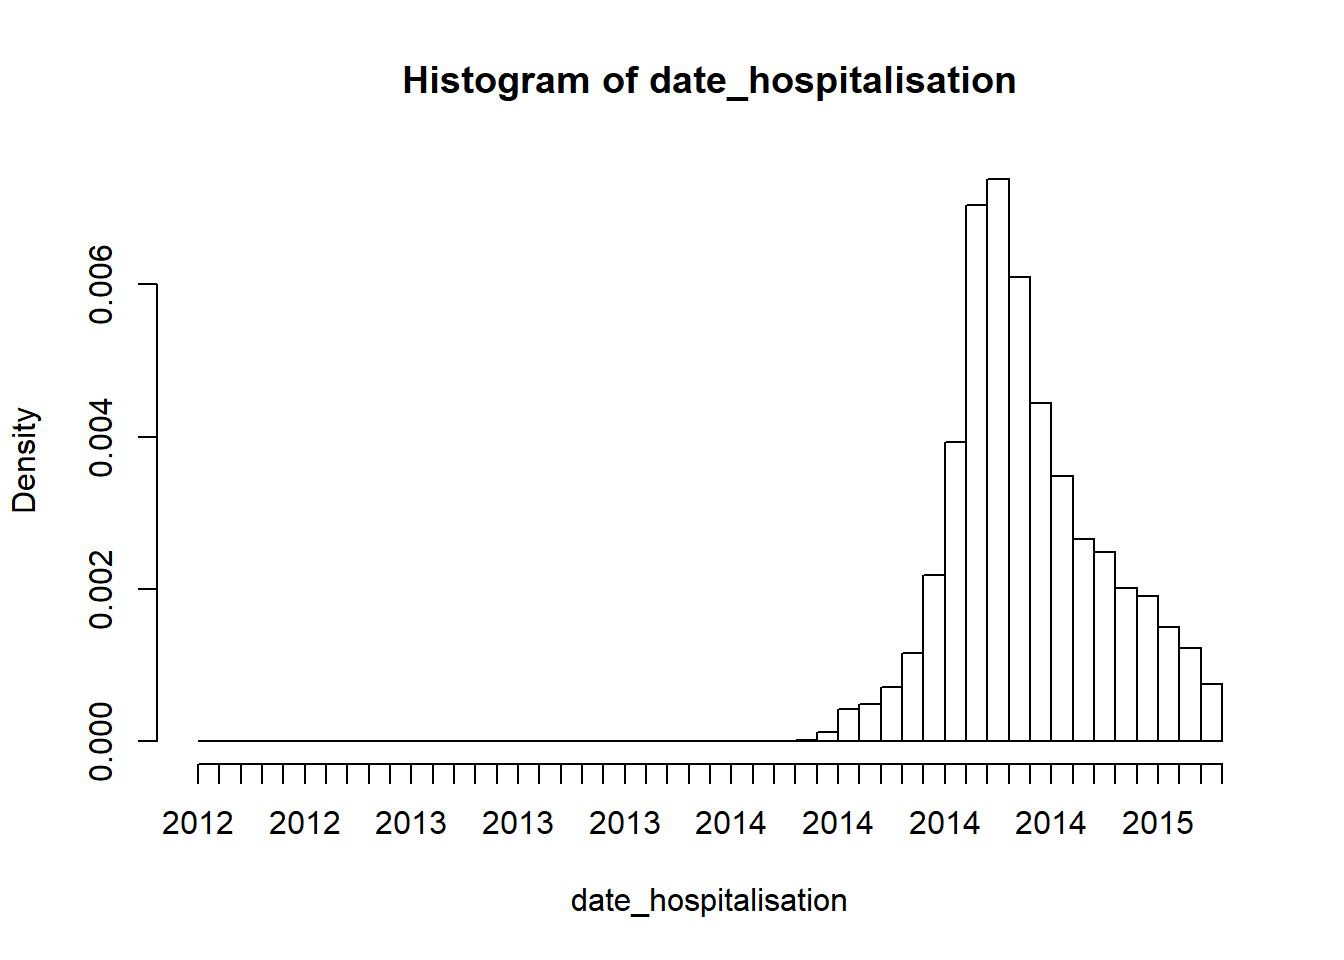 Histogram of date_hospitalisation
Density
0.006
0.004
0.002
0.000
2012 2012 2013 2013 2013 2014 2014 2014 2014 2015
date_hospitalisation